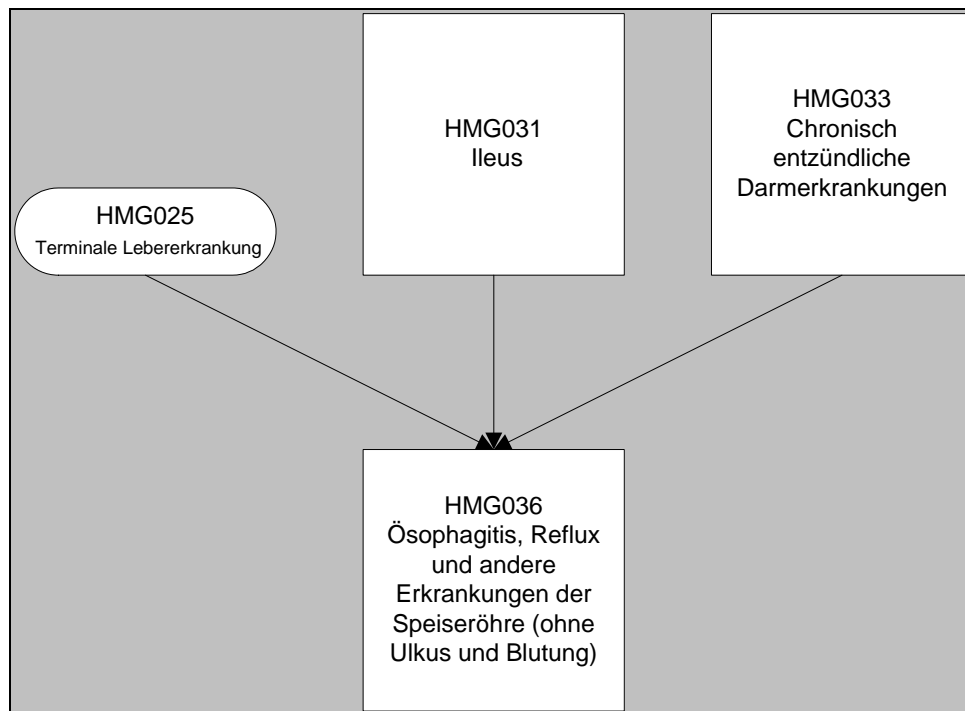 HMG025
Terminale Lebererkrankung
HMG031
Ileus
HMG033
Chronisch
entzündliche
Darmerkrankungen
HMG036
Ösophagitis, Reflux
und andere
Erkrankungen der
Speiseröhre (ohne
Ulkus und Blutung)